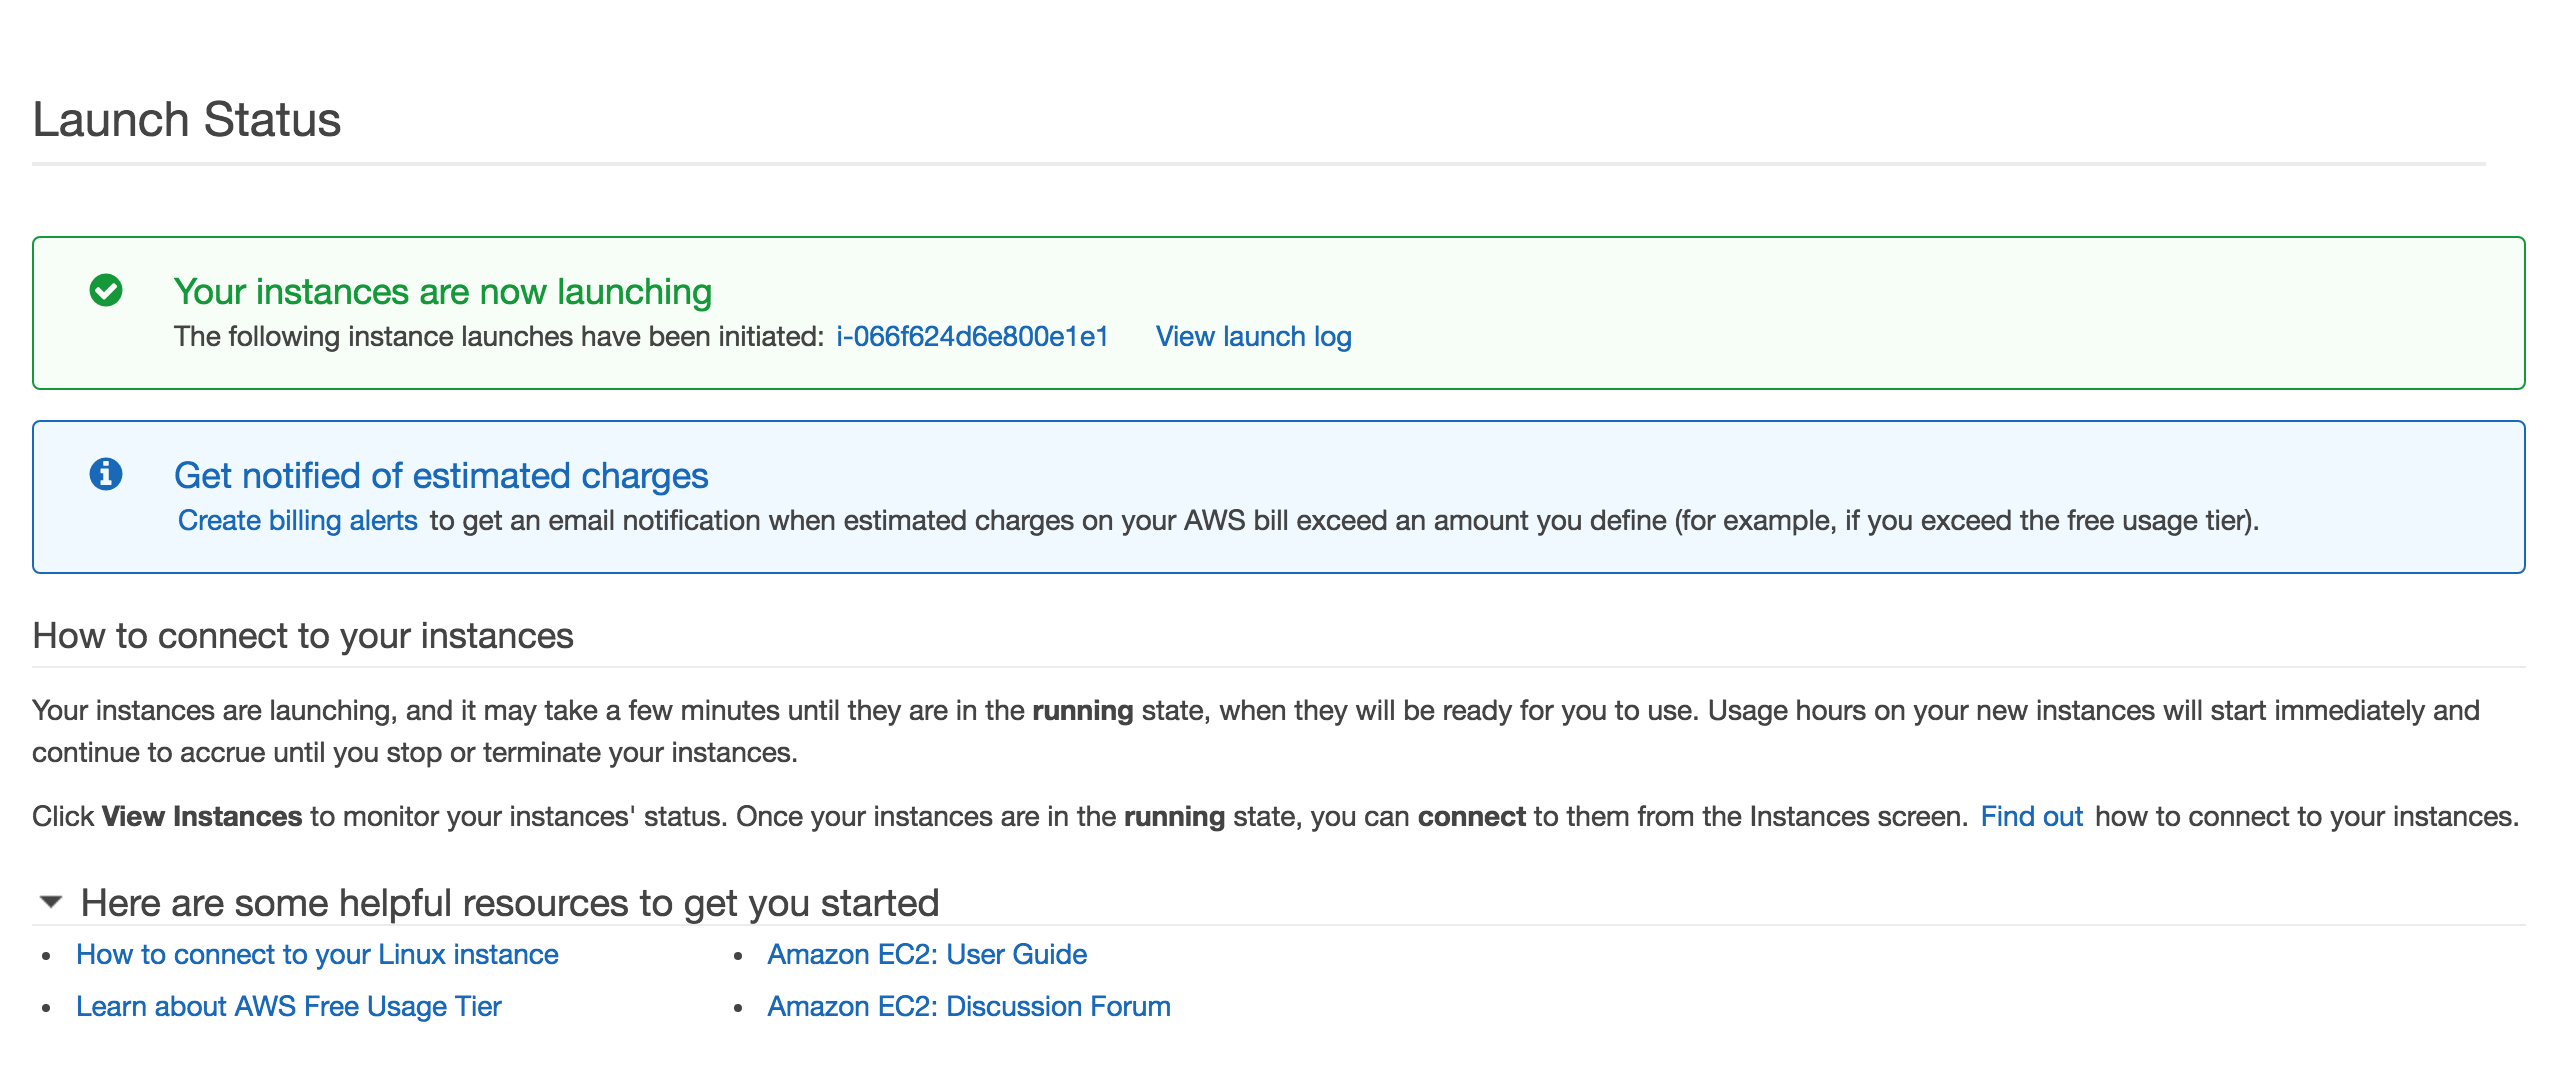 Launch Status
Your instances are now launching
The following instance launches have been initiated: i-066f624d6e800e1e1 View launch log
Get notified of estimated charges
Create billing alerts to get an email notification when estimated charges on your AWS bill exceed an amount you define (for example, if you exceed the free usage tier).
How to connect to your instances
Your instances are launching, and it may take a few minutes until they are in the running state, when they will be ready for you to use. Usage hours on your new instances will start immediately and
continue to accrue until you stop or terminate your instances.
Click View Instances to monitor your instances' status. Once your instances are in the running state, you can connect to them from the Instances screen. Find out how to connect to your instances.
Here are some helpful resources to get you started
• How to connect to your Linux instance
• Amazon EC2: User Guide
• Learn about AWS Free Usage Tier
• Amazon EC2: Discussion Forum